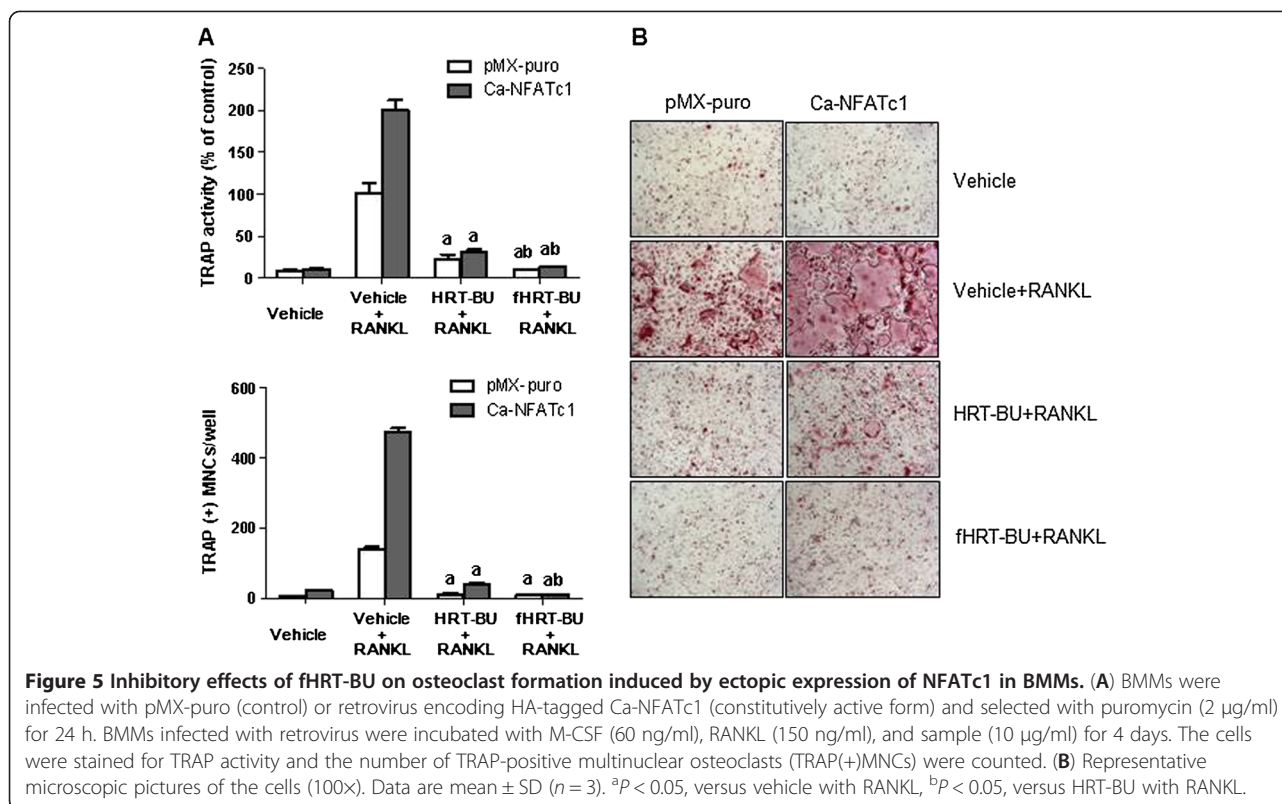 A
250
200
150
100
50
0
TRAP activity (% of control)
pMX-puro
Ca-NFATc1
a
a
ab
ab
Vehicle
Vehicle
+
RANKL
HRT-BU
+
RANKL
fHRT-BU
+
RANKL
600
400
200
0
TRAP (+) MNCs/well
pMX-puro
Ca-NFATc1
a
a
a
ab
Vehicle
Vehicle
+
RANKL
HRT-BU
+
RANKL
fHRT-BU
+
RANKL
B
pMX-puro
Ca-NFATc1
Vehicle
Vehicle+RANKL
HRT-BU+RANKL
fHRT-BU+RANKL
Figure 5 Inhibitory effects of fHRT-BU on osteoclast formation induced by ectopic expression of NFATc1 in BMMs. (A) BMMs were
infected with pMX-puro (control) or retrovirus encoding HA-tagged Ca-NFATc1 (constitutively active form) and selected with puromycin (2 μg/ml)
for 24 h. BMMs infected with retrovirus were incubated with M-CSF (60 ng/ml), RANKL (150 ng/ml), and sample (10 μg/ml) for 4 days. The cells
were stained for TRAP activity and the number of TRAP-positive multinuclear osteoclasts (TRAP(+)MNCs) were counted. (B) Representative
microscopic pictures of the cells (100×). Data are mean ± SD (n = 3). ᵃP < 0.05, versus vehicle with RANKL, ᵇP < 0.05, versus HRT-BU with RANKL.